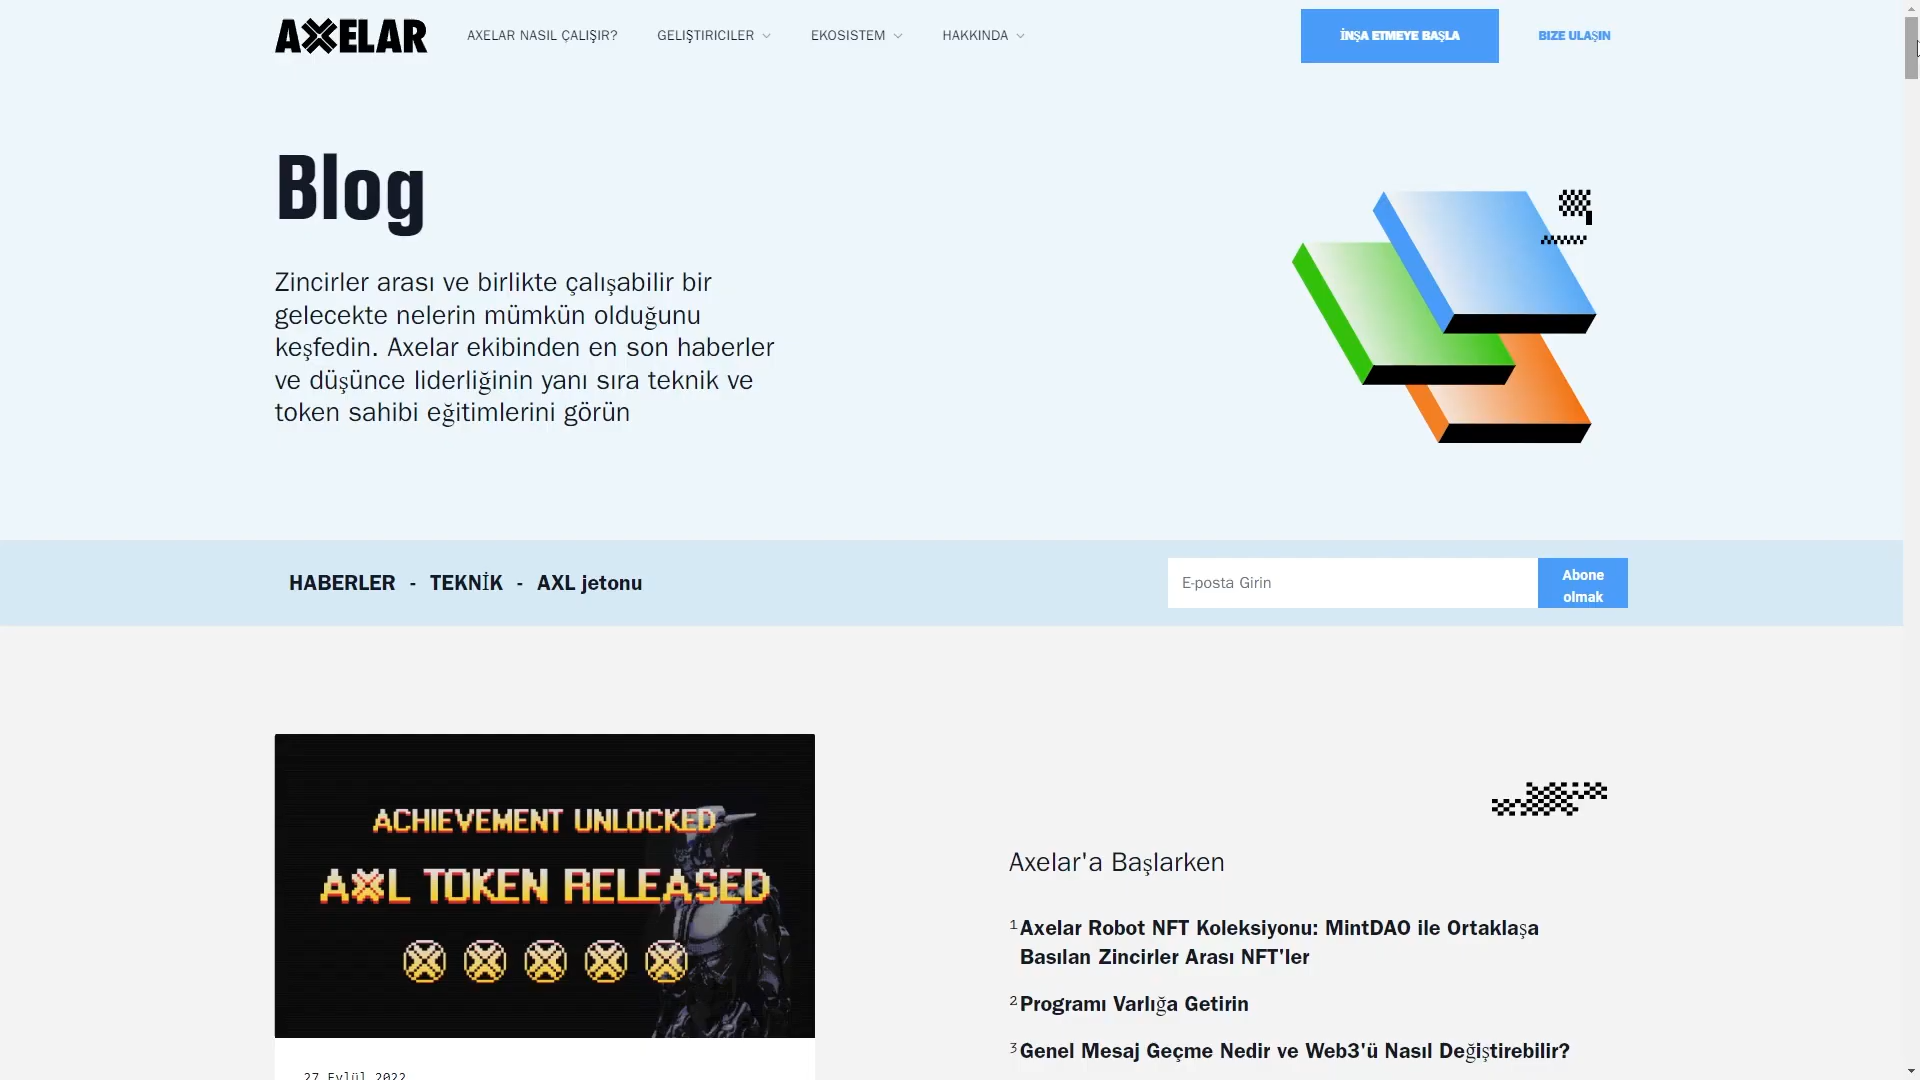 AXELAR
AXELAR NASIL ÇALIŞIR?
GELIŞTIRICILER
EKOSISTEM
HAKKINDA
İNŞA ETMEYE BAŞLA
BIZE ULAŞIN
Blog
Zincirler arası ve birlikte çalışabilir bir
gelecekte nelerin mümkün olduğunu
keşfedin. Axelar ekibinden en son haberler
ve düşünce liderliğinin yanı sıra teknik ve
token sahibi eğitimlerini görün
HABERLER - TEKNİK - AXL jetonu
E-posta Girin
Abone
olmak
ACHIEVEMENT UNLOCKED
AXL TOKEN RELEASED
27 Eylül 2022
Axelar'a Başlarken
1 Axelar Robot NFT Koleksiyonu: MintDAO ile Ortaklaşa
Basılan Zincirler Arası NFT'ler
2 Programı Varlığa Getirin
3 Genel Mesaj Geçme Nedir ve Web3'ü Nasıl Değiştirebilir?